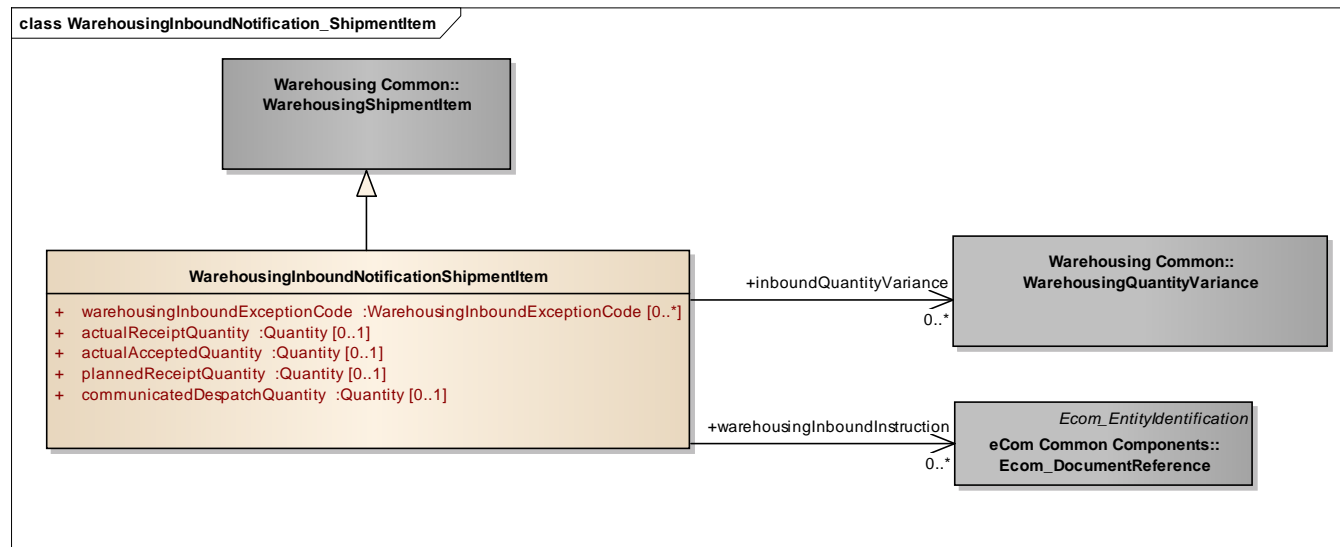 class WarehousingInboundNotification_ShipmentItem
Warehousing Common::
WarehousingShipmentItem
WarehousingInboundNotificationShipmentItem
+ warehousingInboundExceptionCode :WarehousingInboundExceptionCode [0..*]
+ actualReceiptQuantity :Quantity [0..1]
+ actualAcceptedQuantity :Quantity [0..1]
+ plannedReceiptQuantity :Quantity [0..1]
+ communicatedDespatchQuantity :Quantity [0..1]
+inboundQuantityVariance
0..*
Warehousing Common::
WarehousingQuantityVariance
+warehousingInboundInstruction
0..*
Ecom_EntityIdentification
eCom Common Components::
Ecom_DocumentReference